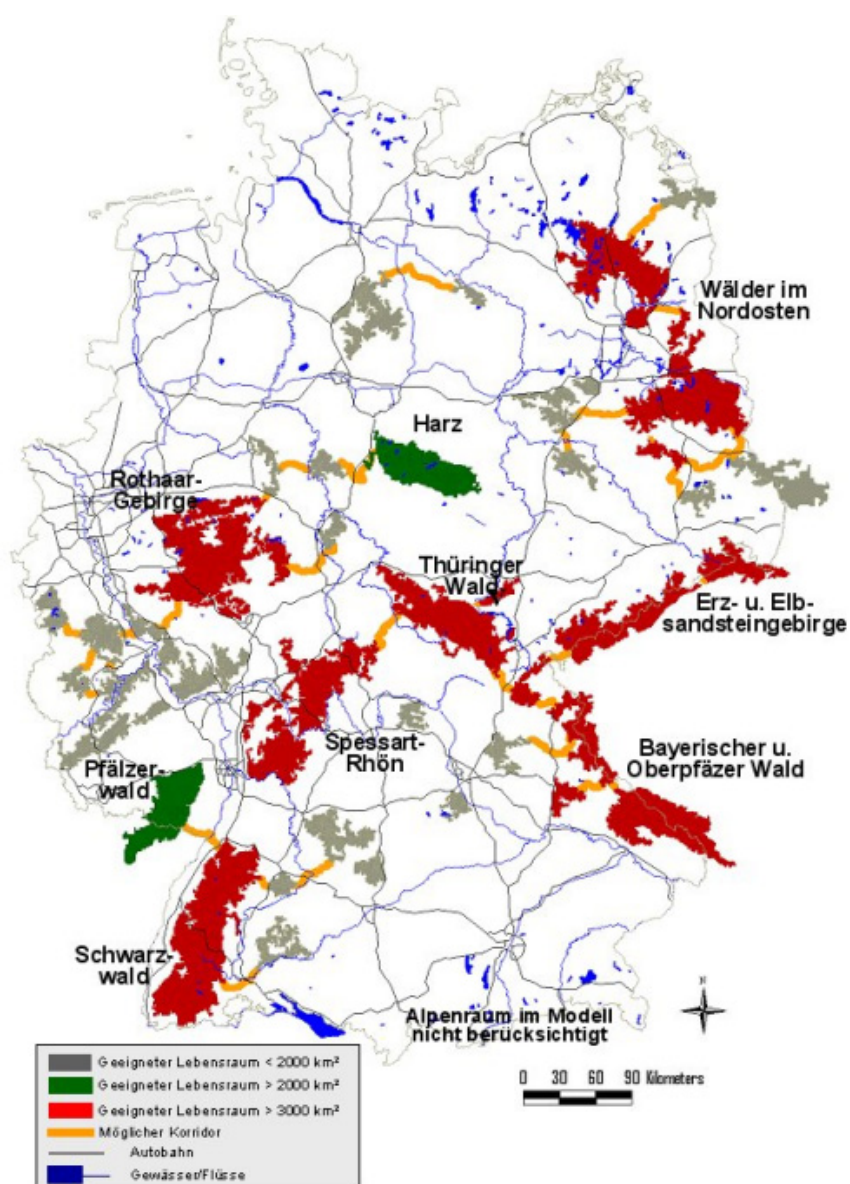 Wälder im
Nordosten
Harz
Rothaar-
Gebirge
Thüringer
Wald
Erz- u. Elb-
sandsteingebirge
Spessart-
Rhön
Bayerischer u.
Oberpfäzer Wald
Pfälzer-
wald
Schwarz-
wald
Alpenraum im Modell
nicht berücksichtigt
N
0 30 60 90 Kilometers
Geeigneter Lebensraum < 2000 km²
Geeigneter Lebensraum > 2000 km²
Geeigneter Lebensraum > 3000 km²
Möglicher Korridor
Autobahn
Gewässer/Flüsse